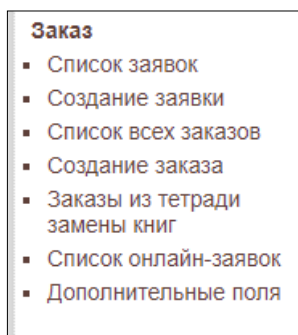 Заказ
▪ Список заявок
▪ Создание заявки
▪ Список всех заказов
▪ Создание заказа
▪ Заказы из тетради
замены книг
▪ Список онлайн-заявок
▪ Дополнительные поля